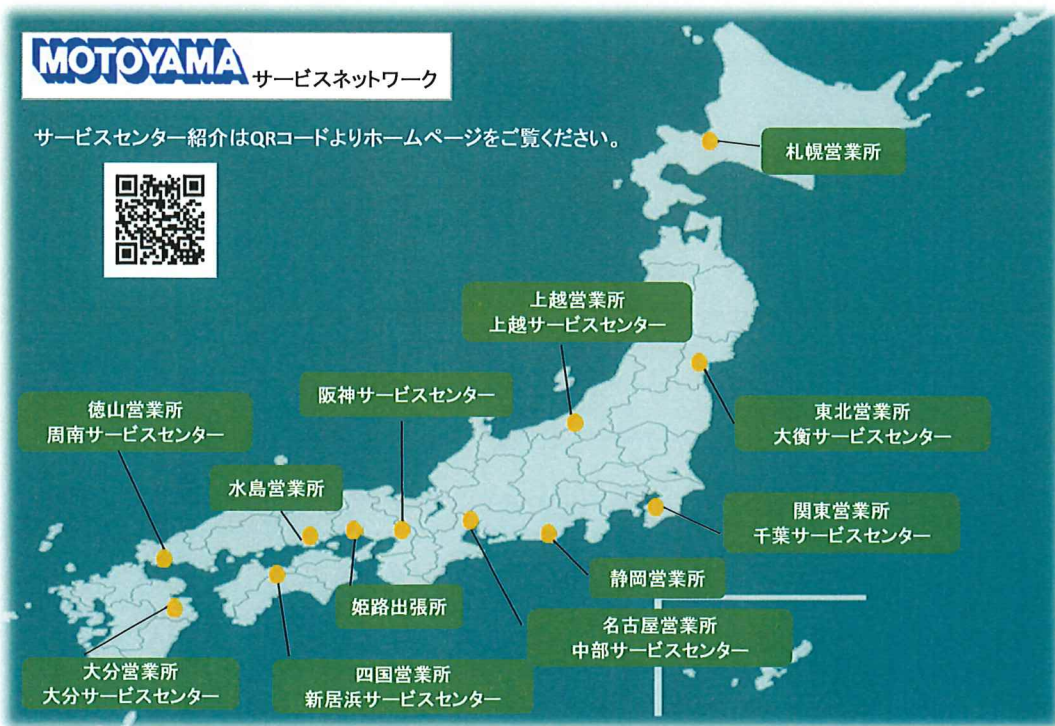 MOTOYAMA サービスネットワーク
サービスセンター紹介はQRコードよりホームページをご覧ください。
札幌営業所
上越営業所
上越サービスセンター
阪神サービスセンター
徳山営業所
周南サービスセンター
東北営業所
大衡サービスセンター
水島営業所
関東営業所
千葉サービスセンター
静岡営業所
姫路出張所
名古屋営業所
中部サービスセンター
大分営業所
大分サービスセンター
四国営業所
新居浜サービスセンター